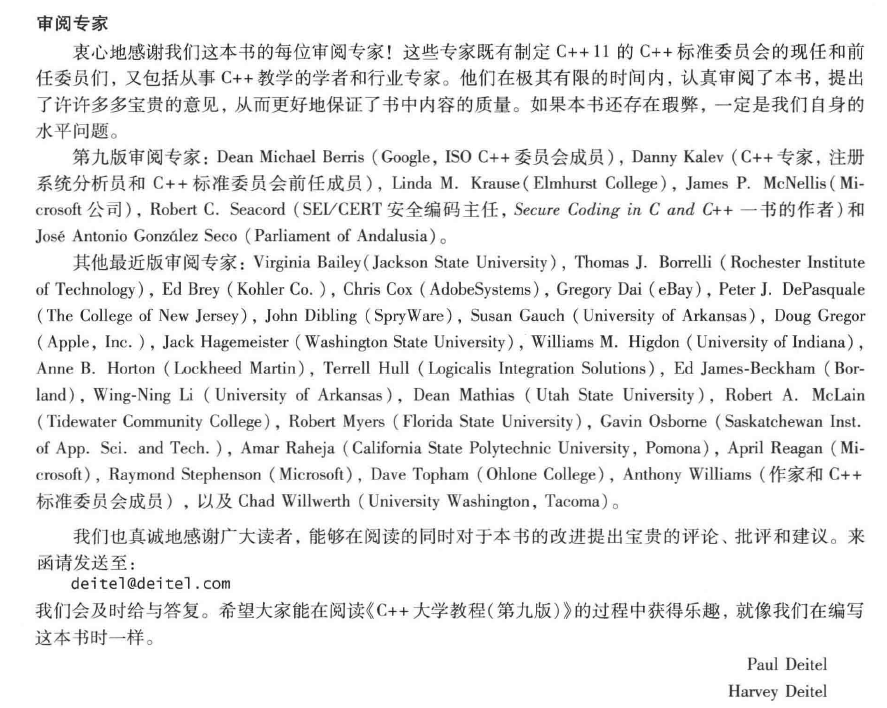 审阅专家
衷心地感谢我们这本书的每位审阅专家！这些专家既有制定 C++11 的 C++ 标准委员会的现任和前
任委员们，又包括从事 C++ 教学的学者和行业专家。他们在极其有限的时间内，认真审阅了本书，提出
了许许多多宝贵的意见，从而更好地保证了书中内容的质量。如果本书还存在瑕弊，一定是我们自身的
水平问题。
第九版审阅专家：Dean Michael Berris（Google，ISO C++ 委员会成员），Danny Kalev（C++ 专家，注册
系统分析员和 C++ 标准委员会前任成员），Linda M. Krause（Elmhurst College），James P. McNellis（Mi-
crosoft 公司），Robert C. Seacord（SEI/CERT 安全编码主任，Secure Coding in C and C++ 一书的作者）和
José Antonio González Seco（Parliament of Andalusia）。
其他最近版审阅专家：Virginia Bailey（Jackson State University），Thomas J. Borrelli（Rochester Institute
of Technology），Ed Brey（Kohler Co.），Chris Cox（AdobeSystems），Gregory Dai（eBay），Peter J. DePasquale
（The College of New Jersey），John Dibling（SpryWare），Susan Gauch（University of Arkansas），Doug Gregor
（Apple, Inc.），Jack Hagemeister（Washington State University），Williams M. Higdon（University of Indiana），
Anne B. Horton（Lockheed Martin），Terrell Hull（Logicalis Integration Solutions），Ed James-Beckham（Bor-
land），Wing-Ning Li（University of Arkansas），Dean Mathias（Utah State University），Robert A. McLain
（Tidewater Community College），Robert Myers（Florida State University），Gavin Osborne（Saskatchewan Inst.
of App. Sci. and Tech.），Amar Raheja（California State Polytechnic University, Pomona），April Reagan（Mi-
crosoft），Raymond Stephenson（Microsoft），Dave Topham（Ohlone College），Anthony Williams（作家和 C++
标准委员会成员），以及 Chad Willwerth（University Washington, Tacoma）。
我们也真诚地感谢广大读者，能够在阅读的同时对于本书的改进提出宝贵的评论、批评和建议。来
函请发送至：
deitel@deitel.com
我们会及时给与答复。希望大家能在阅读《C++ 大学教程（第九版）》的过程中获得乐趣，就像我们在编写
这本书时一样。
Paul Deitel
Harvey Deitel